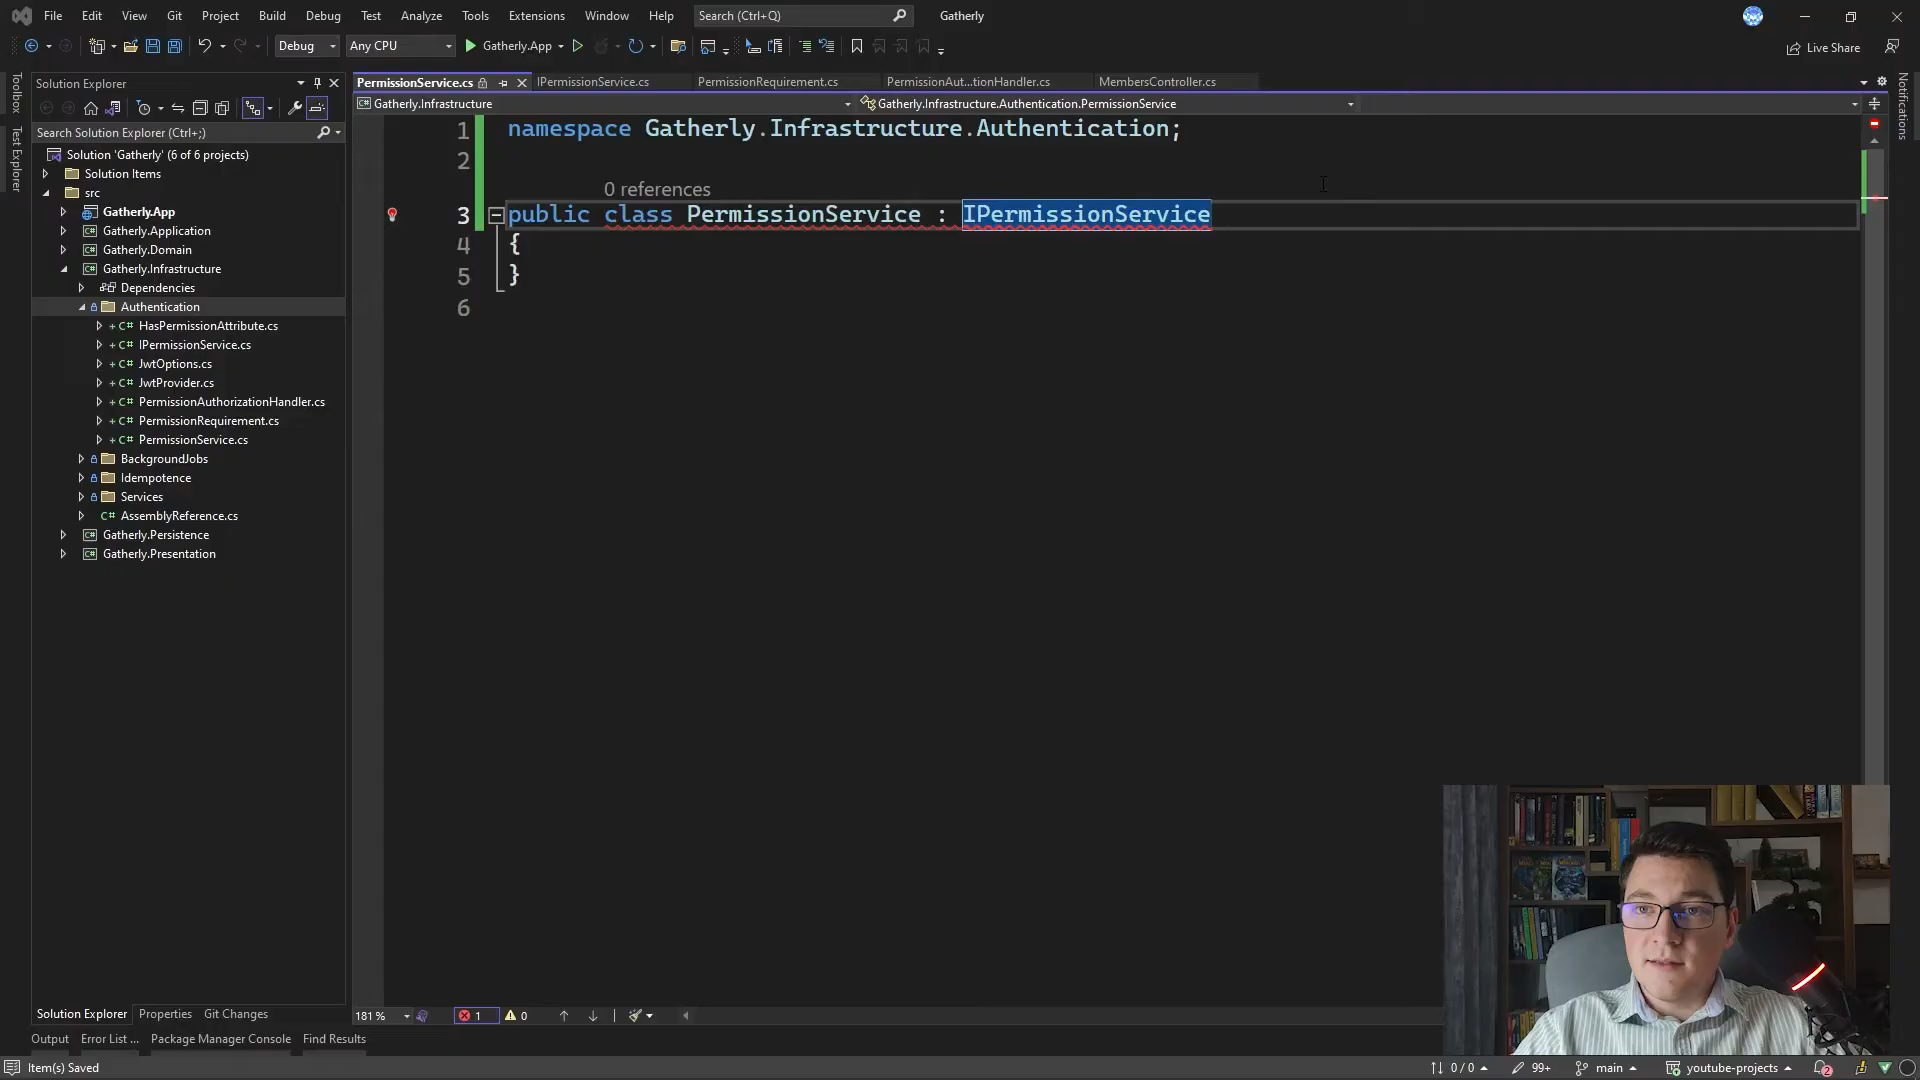 File Edit View Git Project Build Debug Test Analyze Tools Extensions Window Help Search (Ctrl+Q) Gatherly
Debug Any CPU Gatherly.App Live Share
Toolbox
Test Explorer
Notifications
Solution Explorer
Search Solution Explorer (Ctrl+;)
Solution 'Gatherly' (6 of 6 projects)
Solution Items
src
Gatherly.App
Gatherly.Application
Gatherly.Domain
Gatherly.Infrastructure
Dependencies
Authentication
+ C# HasPermissionAttribute.cs
+ C# IPermissionService.cs
+ C# JwtOptions.cs
+ C# JwtProvider.cs
+ C# PermissionAuthorizationHandler.cs
+ C# PermissionRequirement.cs
+ C# PermissionService.cs
BackgroundJobs
Idempotence
Services
C# AssemblyReference.cs
Gatherly.Persistence
Gatherly.Presentation
Solution Explorer Properties Git Changes
PermissionService.cs IPermissionService.cs PermissionRequirement.cs PermissionAut...tionHandler.cs MembersController.cs
Gatherly.Infrastructure Gatherly.Infrastructure.Authentication.PermissionService
1 namespace Gatherly.Infrastructure.Authentication;
2
0 references
3 public class PermissionService : IPermissionService
4 {
5 }
6
181 % 1 0
Output Error List ... Package Manager Console Find Results
Item(s) Saved 0 / 0 99+ main youtube-projects 2